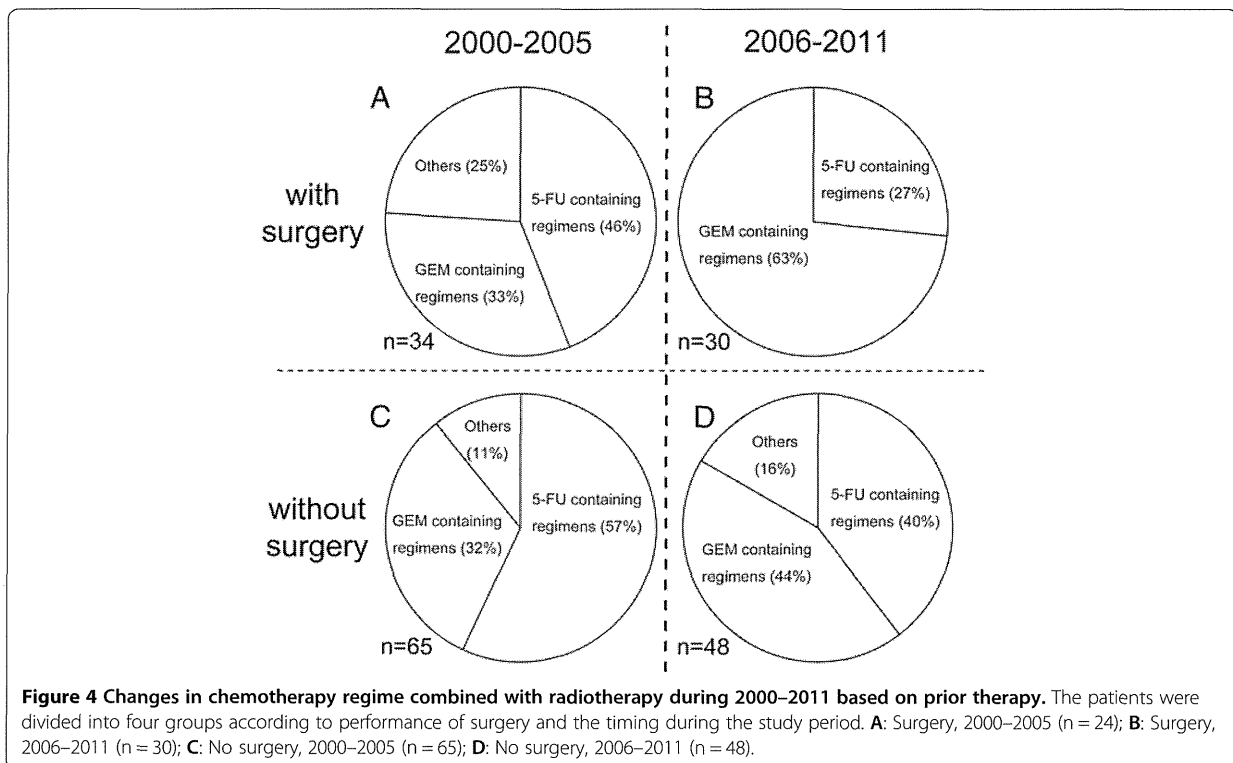 2000-2005
2006-2011
with
surgery
A
Others (25%)
5-FU containing
regimens (46%)
GEM containing
regimens (33%)
n=34
B
5-FU containing
regimens (27%)
GEM containing
regimens (63%)
n=30
without
surgery
C
Others
(11%)
5-FU containing
regimens (57%)
GEM containing
regimens (32%)
n=65
D
Others
(16%)
5-FU containing
regimens (40%)
GEM containing
regimens (44%)
n=48
Figure 4 Changes in chemotherapy regime combined with radiotherapy during 2000–2011 based on prior therapy. The patients were
divided into four groups according to performance of surgery and the timing during the study period. A: Surgery, 2000–2005 (n = 24); B: Surgery,
2006–2011 (n = 30); C: No surgery, 2000–2005 (n = 65); D: No surgery, 2006–2011 (n = 48).